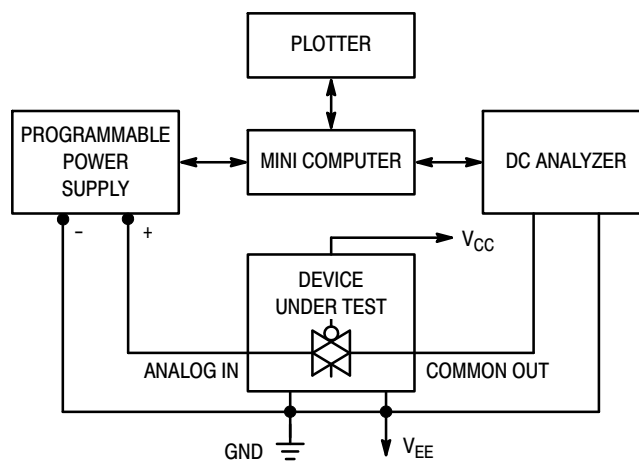 PLOTTER
PROGRAMMABLE
POWER
SUPPLY
MINI COMPUTER
DC ANALYZER
− +
VCC
DEVICE
UNDER TEST
ANALOG IN
COMMON OUT
GND
VEE